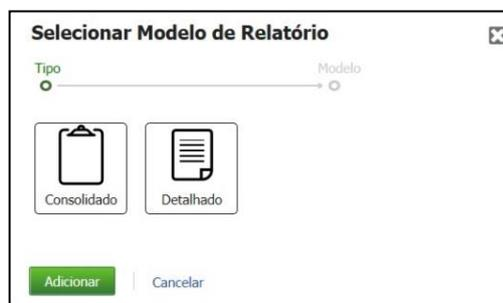 Selecionar Modelo de Relatório
Tipo Modelo
Consolidado Detalhado
Adicionar Cancelar